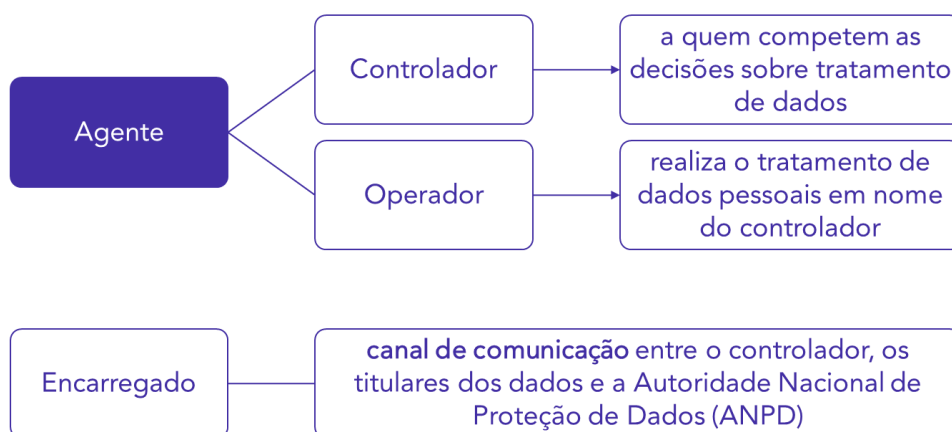 Agente
Controlador
a quem competem as
decisões sobre tratamento
de dados
Operador
realiza o tratamento de
dados pessoais em nome
do controlador
Encarregado
canal de comunicação entre o controlador, os
titulares dos dados e a Autoridade Nacional de
Proteção de Dados (ANPD)